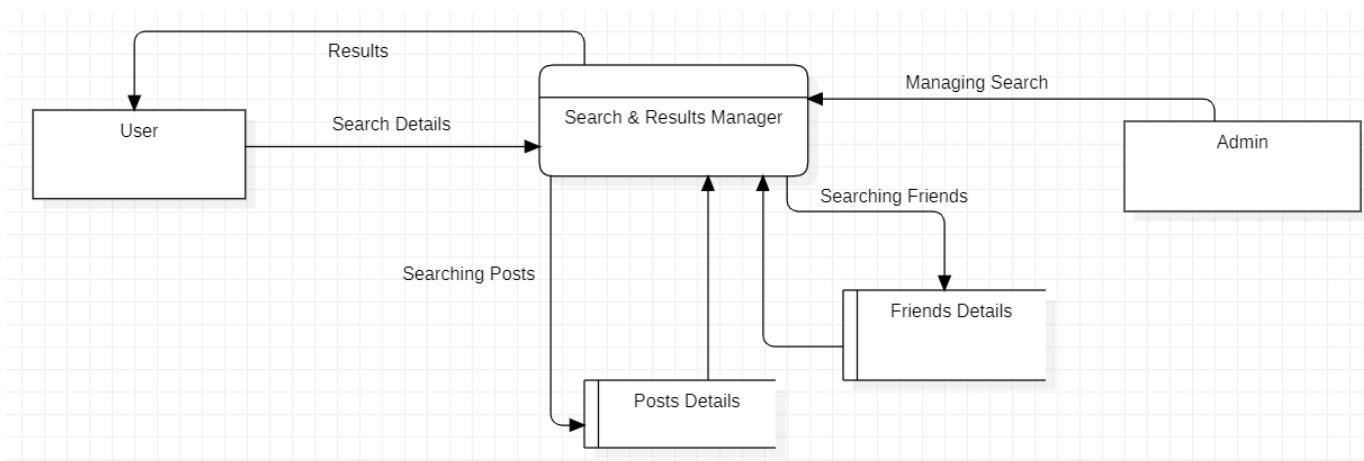 Results
Managing Search
Search & Results Manager
User
Search Details
Admin
Searching Friends
Searching Posts
Friends Details
Posts Details